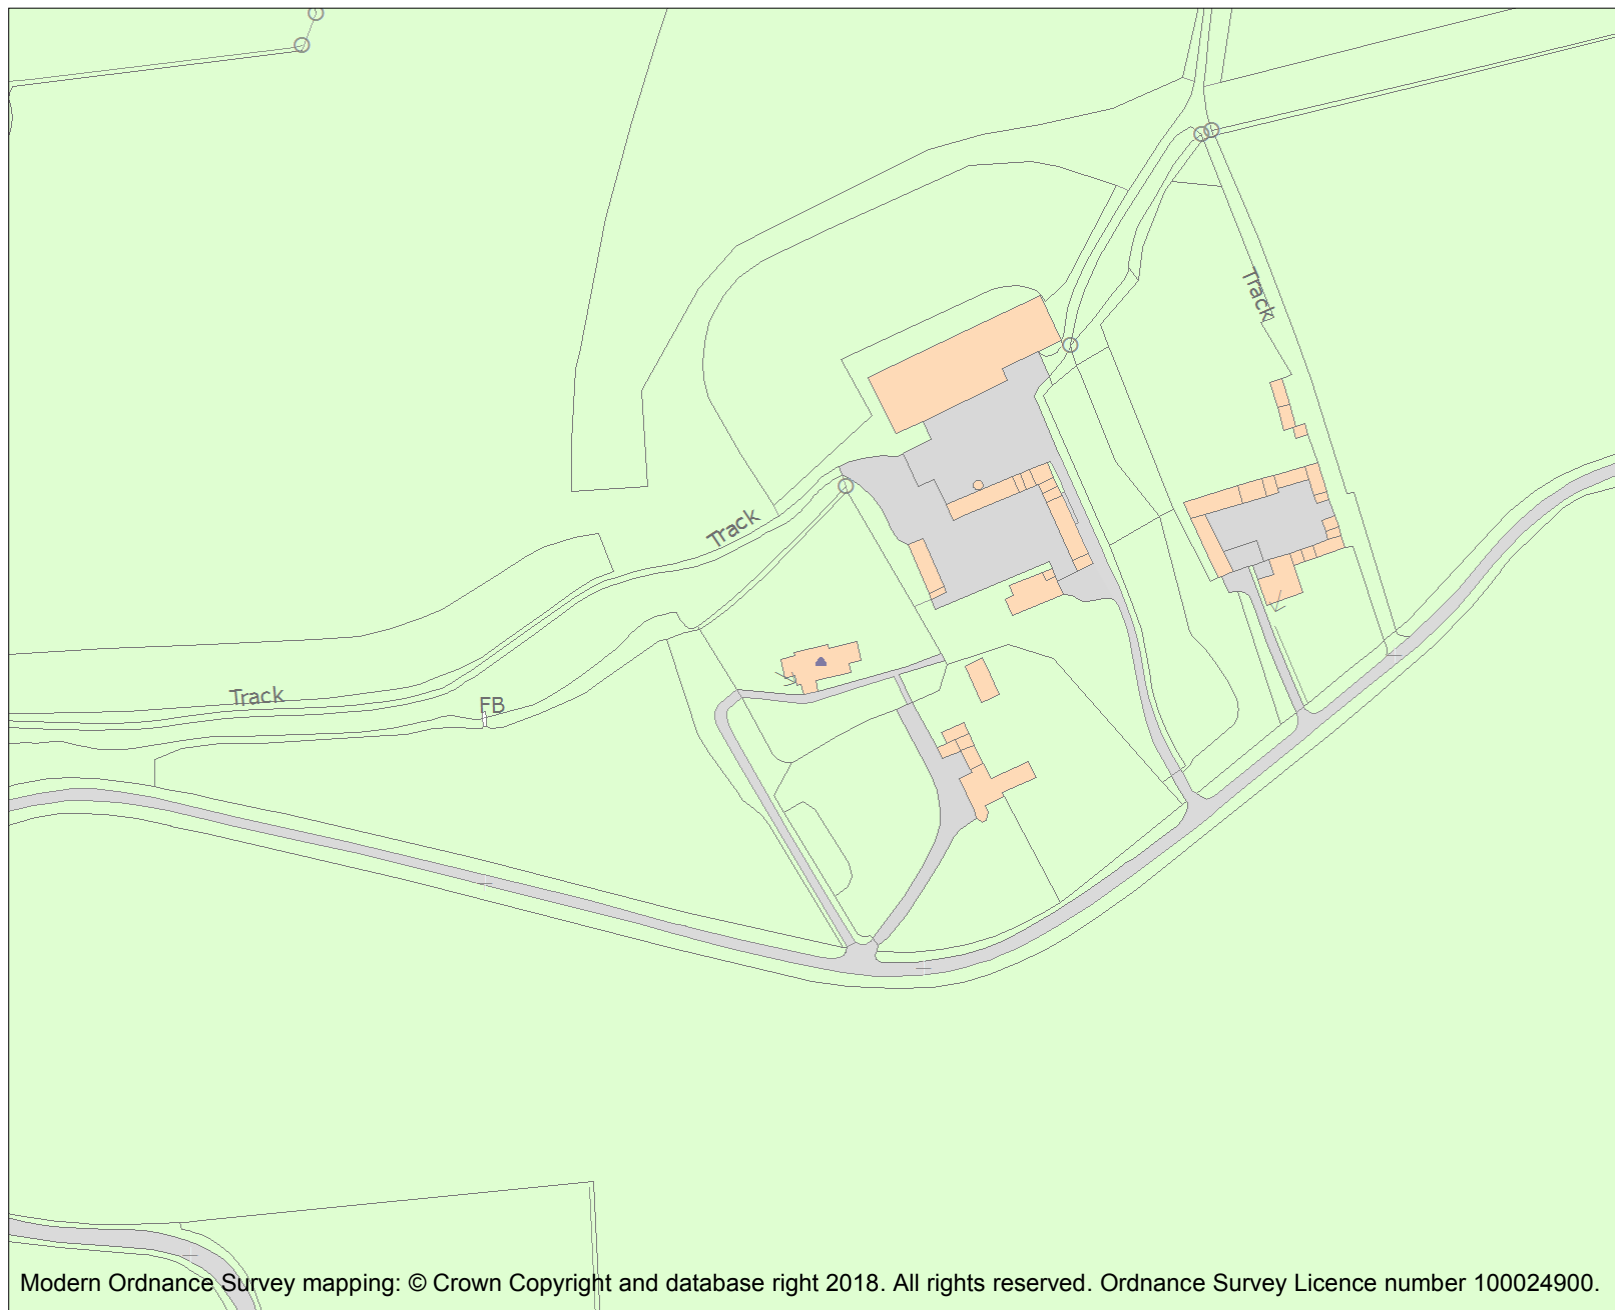 Track
Track
Track
FB
Modern Ordnance Survey mapping: © Crown Copyright and database right 2018. All rights reserved. Ordnance Survey Licence number 100024900.